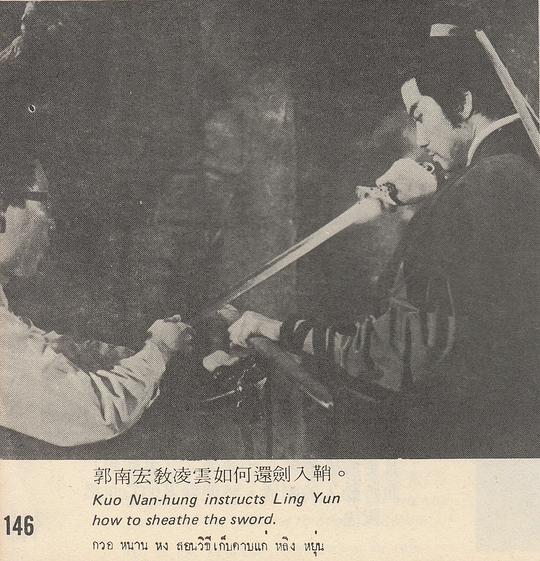 郭南宏教凌雲如何還劍入鞘。
Kuo Nan-hung instructs Ling Yun
how to sheathe the sword.
146
กวอ หนาน หง สอนวิธีเก็บดาบแก่ หลิง หยุ่น